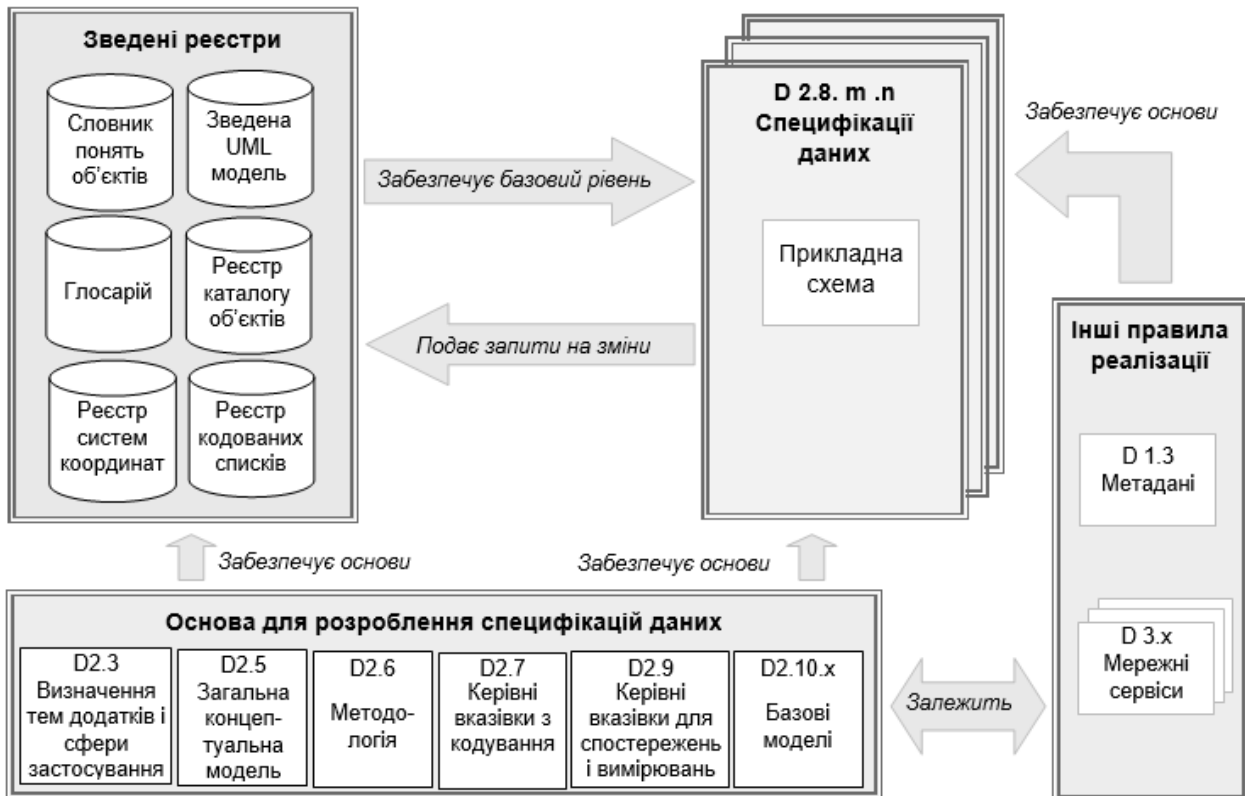 Зведені реєстри
Словник
понять
об’єктів
Зведена
UML
модель
Глосарій
Реєстр
каталогу
об’єктів
Реєстр
систем
координат
Реєстр
кодованих
списків
Забезпечує базовий рівень
Подає запити на зміни
D 2.8. m .n
Специфікації
даних
Прикладна
схема
Забезпечує основи
Інші правила
реалізації
D 1.3
Метадані
D 3.x
Мережні
сервіси
Забезпечує основи
Забезпечує основи
Основа для розроблення специфікацій даних
D2.3
Визначення
тем додатків і
сфери
застосування
D2.5
Загальна
концеп-
туальна
модель
D2.6
Методо-
логія
D2.7
Керівні
вказівки з
кодування
D2.9
Керівні
вказівки для
спостережень
і вимірювань
D2.10.x
Базові
моделі
Залежить